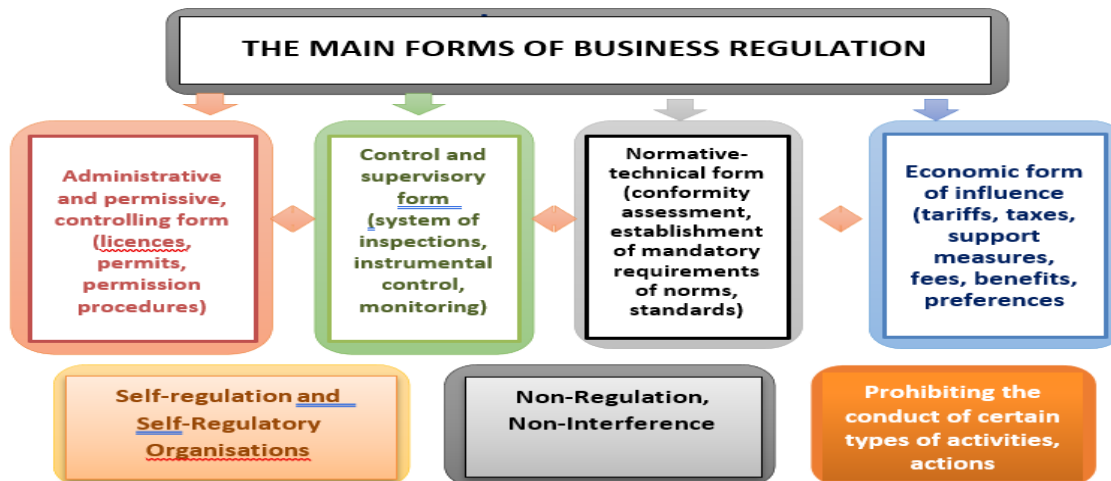 THE MAIN FORMS OF BUSINESS REGULATION
Administrative
and permissive,
controlling form
(licences,
permits,
permission
procedures)
Control and
supervisory
form
(system of
inspections,
instrumental
control,
monitoring)
Normative-
technical form
(conformity
assessment,
establishment
of mandatory
requirements
of norms,
standards)
Economic form
of influence
(tariffs, taxes,
support
measures,
fees, benefits,
preferences
Self-regulation and
Self-Regulatory
Organisations
Non-Regulation,
Non-Interference
Prohibiting the
conduct of certain
types of activities,
actions